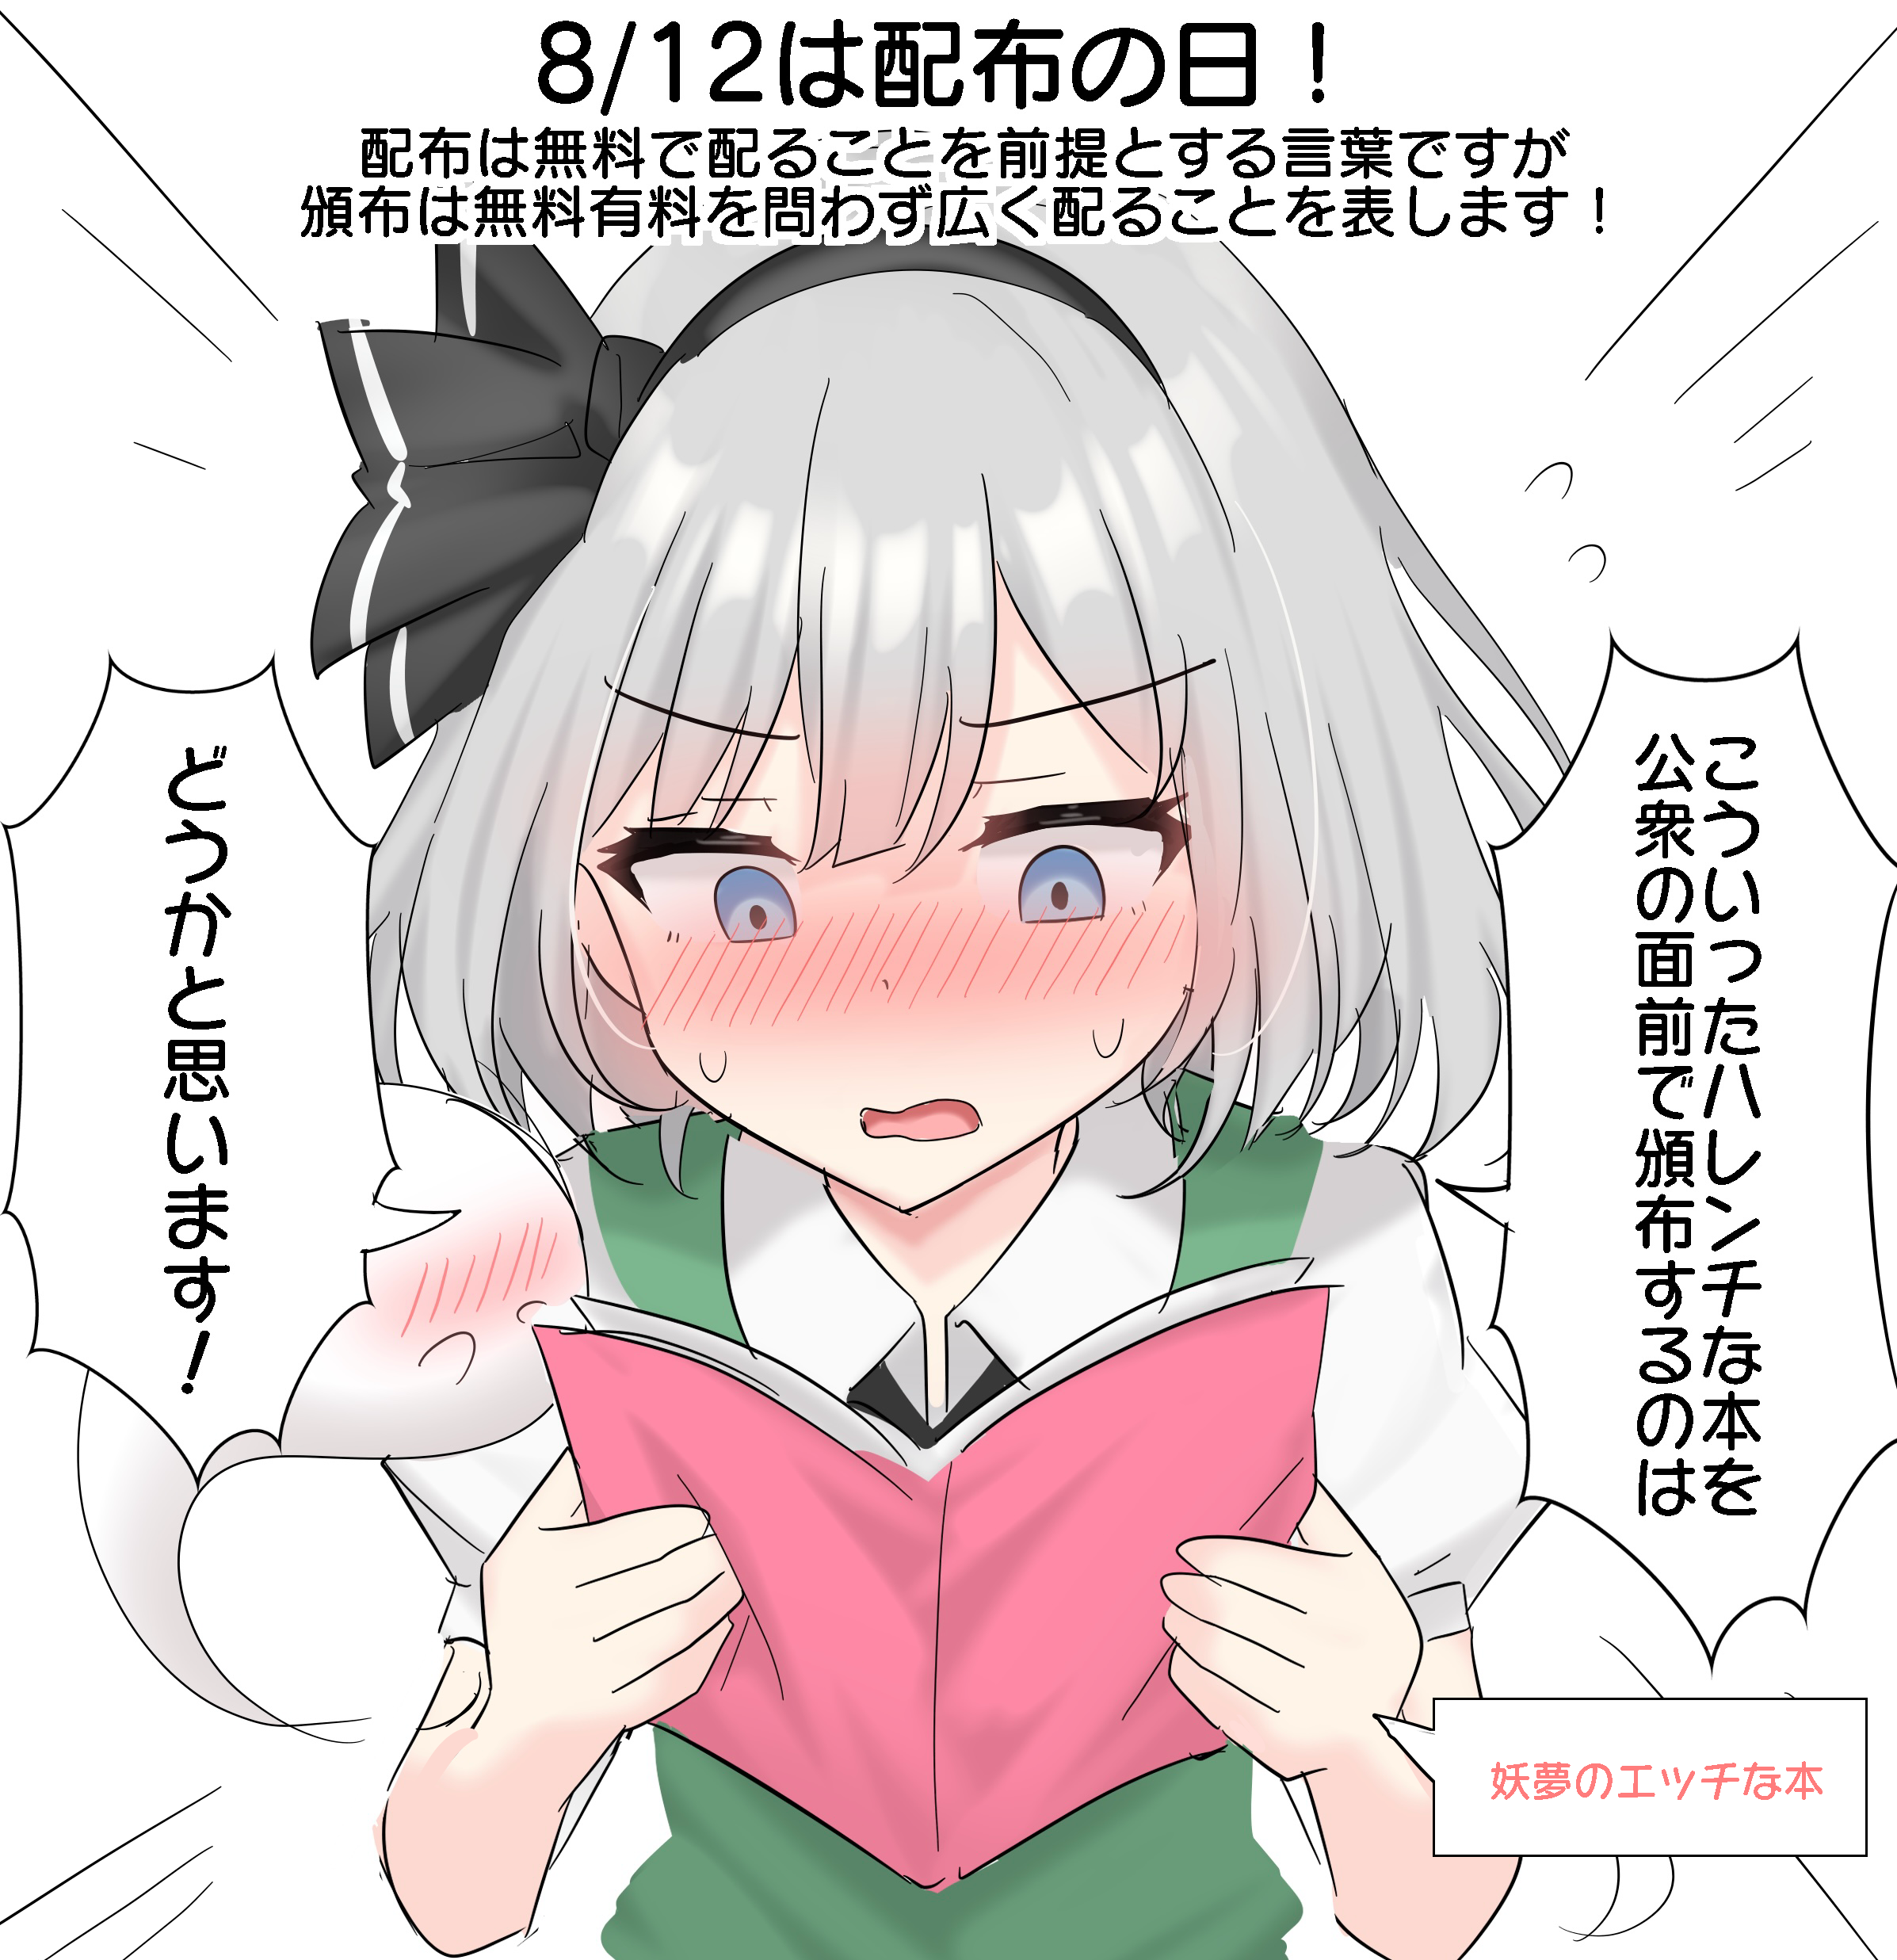 8/12は配布の日！
配布は無料で配ることを前提とする言葉ですが
頒布は無料有料を問わず広く配ることを表します！
こういったハレンチな本を
公衆の面前で頒布するのは
どうかと思います！
妖夢のエッチな本